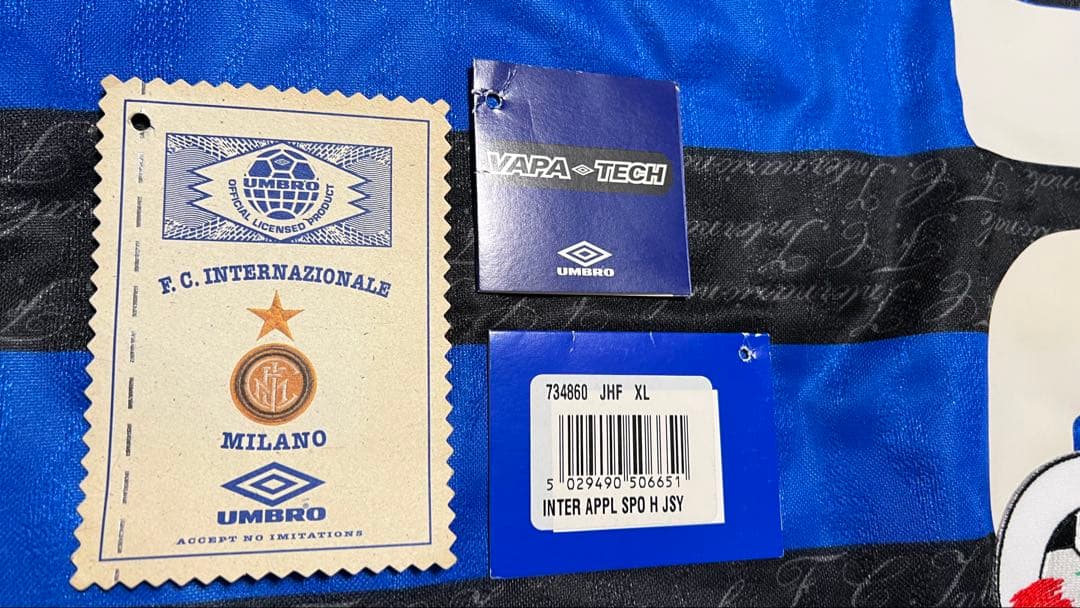 UMBRO
OFFICIAL LICENSED PRODUCT
F. C. INTERNAZIONALE
MILANO
UMBRO
ACCEPT NO IMITATIONS
VAPA TECH
UMBRO
734860 JHF XL
5 029490 506651
INTER APPL SPO H JSY
F. C. Internazionale